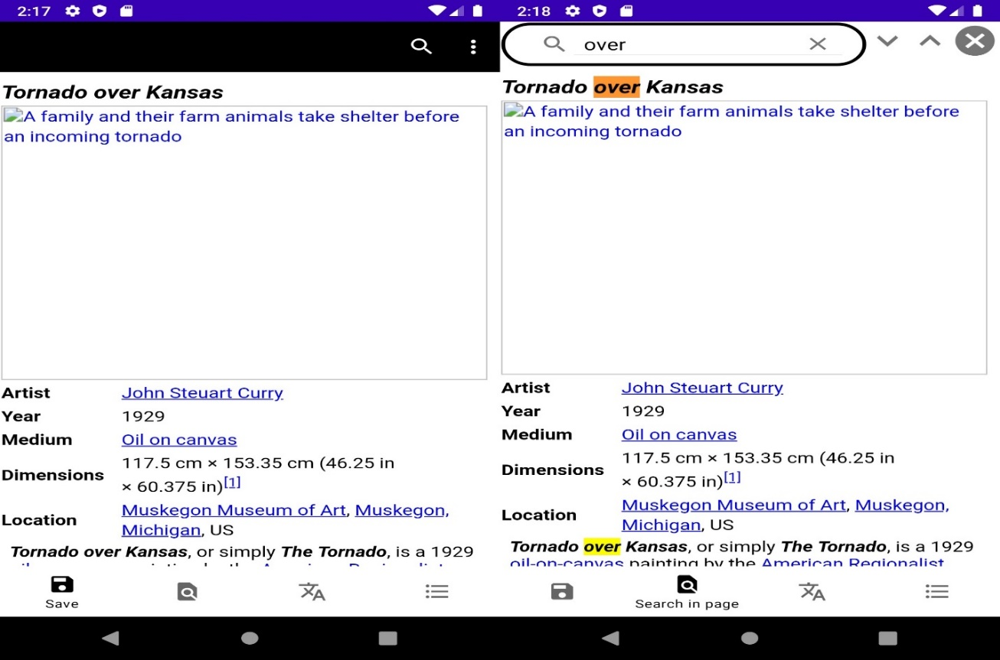 2:17
Tornado over Kansas
A family and their farm animals take shelter before
an incoming tornado
Artist John Steuart Curry
Year 1929
Medium Oil on canvas
Dimensions 117.5 cm × 153.35 cm (46.25 in
× 60.375 in)[1]
Location Muskegon Museum of Art, Muskegon,
Michigan, US
Tornado over Kansas, or simply The Tornado, is a 1929
Save
2:18
over
Tornado over Kansas
A family and their farm animals take shelter before
an incoming tornado
Artist John Steuart Curry
Year 1929
Medium Oil on canvas
Dimensions 117.5 cm × 153.35 cm (46.25 in
× 60.375 in)[1]
Location Muskegon Museum of Art, Muskegon,
Michigan, US
Tornado over Kansas, or simply The Tornado, is a 1929
oil-on-canvas painting by the American Regionalist
Search in page